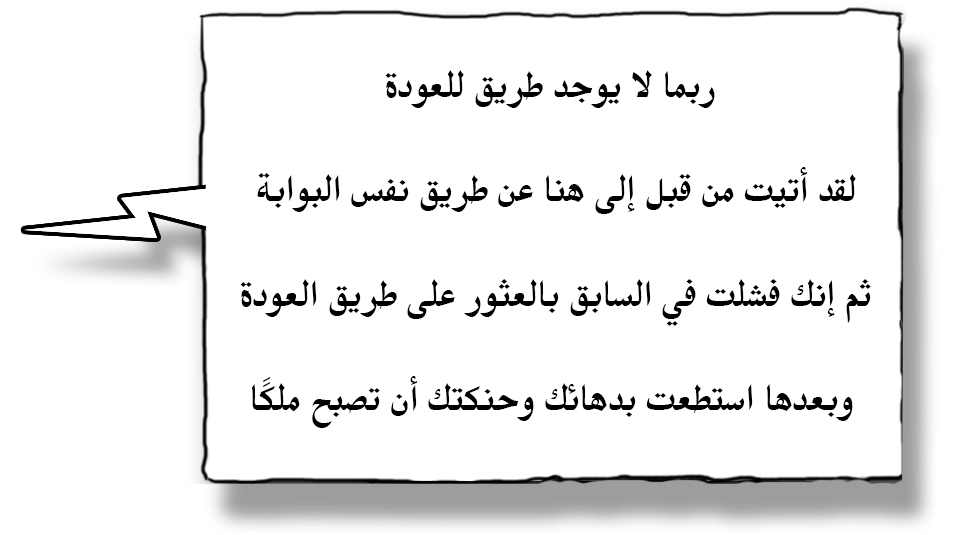 ربما لا يوجد طريق للعودة
لقد أتيت من قبل إلى هنا عن طريق نفس البوابة
ثم إنك فشلت في السابق بالعثور على طريق العودة
وبعدها استطعت بدهائك وحنكتك أن تصبح ملكًا